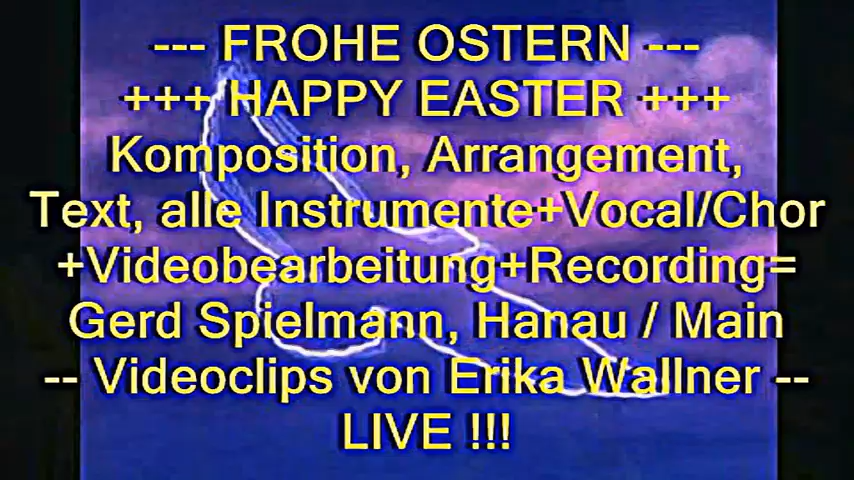 --- FROHE OSTERN ---
+++ HAPPY EASTER +++
Komposition, Arrangement,
Text, alle Instrumente+Vocal/Chor
+Videobearbeitung+Recording=
Gerd Spielmann, Hanau / Main
-- Videoclips von Erika Wallner --
LIVE !!!